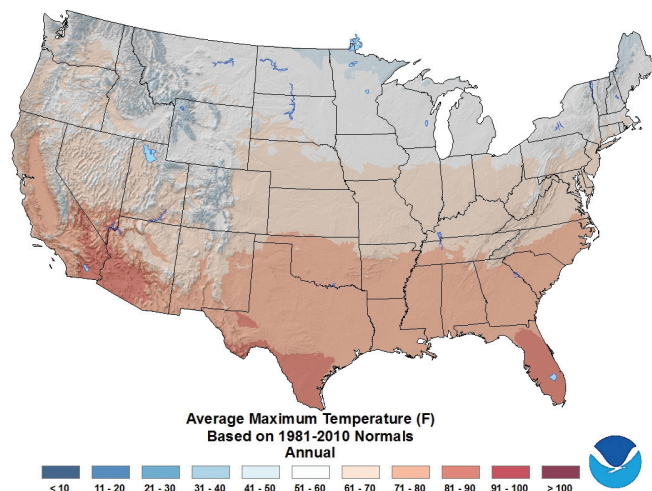 Average Maximum Temperature (F)
Based on 1981-2010 Normals
Annual
< 10 11 - 20 21 - 30 31 - 40 41 - 50 51 - 60 61 - 70 71 - 80 81 - 90 91 - 100 > 100